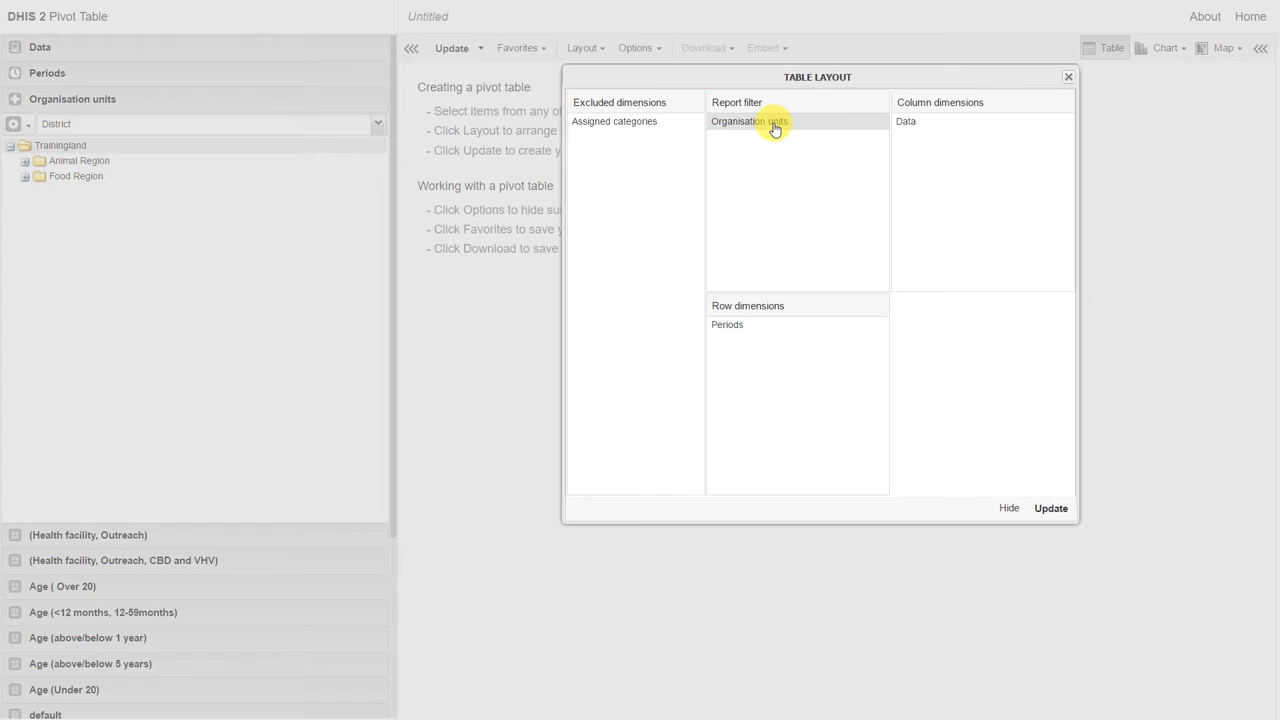 DHIS 2 Pivot Table
Untitled
About
Home
Data
Periods
Organisation units
District
Trainingland
Animal Region
Food Region
(Health facility, Outreach)
(Health facility, Outreach, CBD and VHV)
Age ( Over 20)
Age (<12 months, 12-59months)
Age (above/below 1 year)
Age (above/below 5 years)
Age (Under 20)
default
Update
Favorites
Layout
Options
Download
Embed
Table
Chart
Map
Creating a pivot table
- Select items from any of
- Click Layout to arrange
- Click Update to create y
Working with a pivot table
- Click Options to hide
- Click Favorites to save y
- Click Download to save
TABLE LAYOUT
Excluded dimensions
Assigned categories
Report filter
Organisation units
Column dimensions
Data
Row dimensions
Periods
Hide
Update